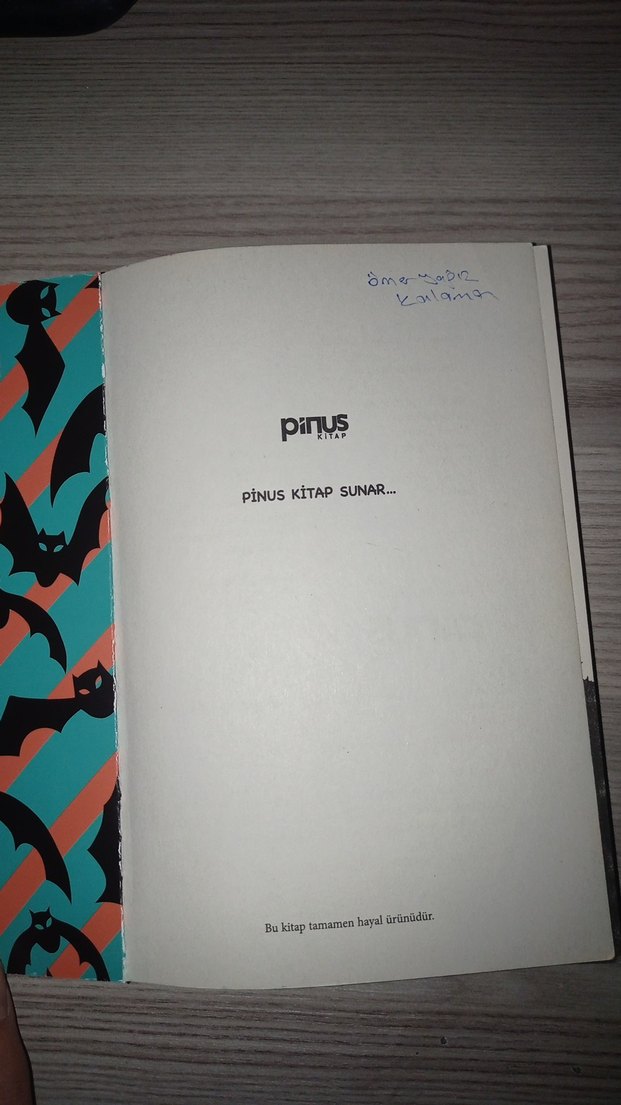 ömer yağız
pinus
KİTAP
PİNUS KİTAP SUNAR...
Bu kitap tamamen hayal ürünüdür.